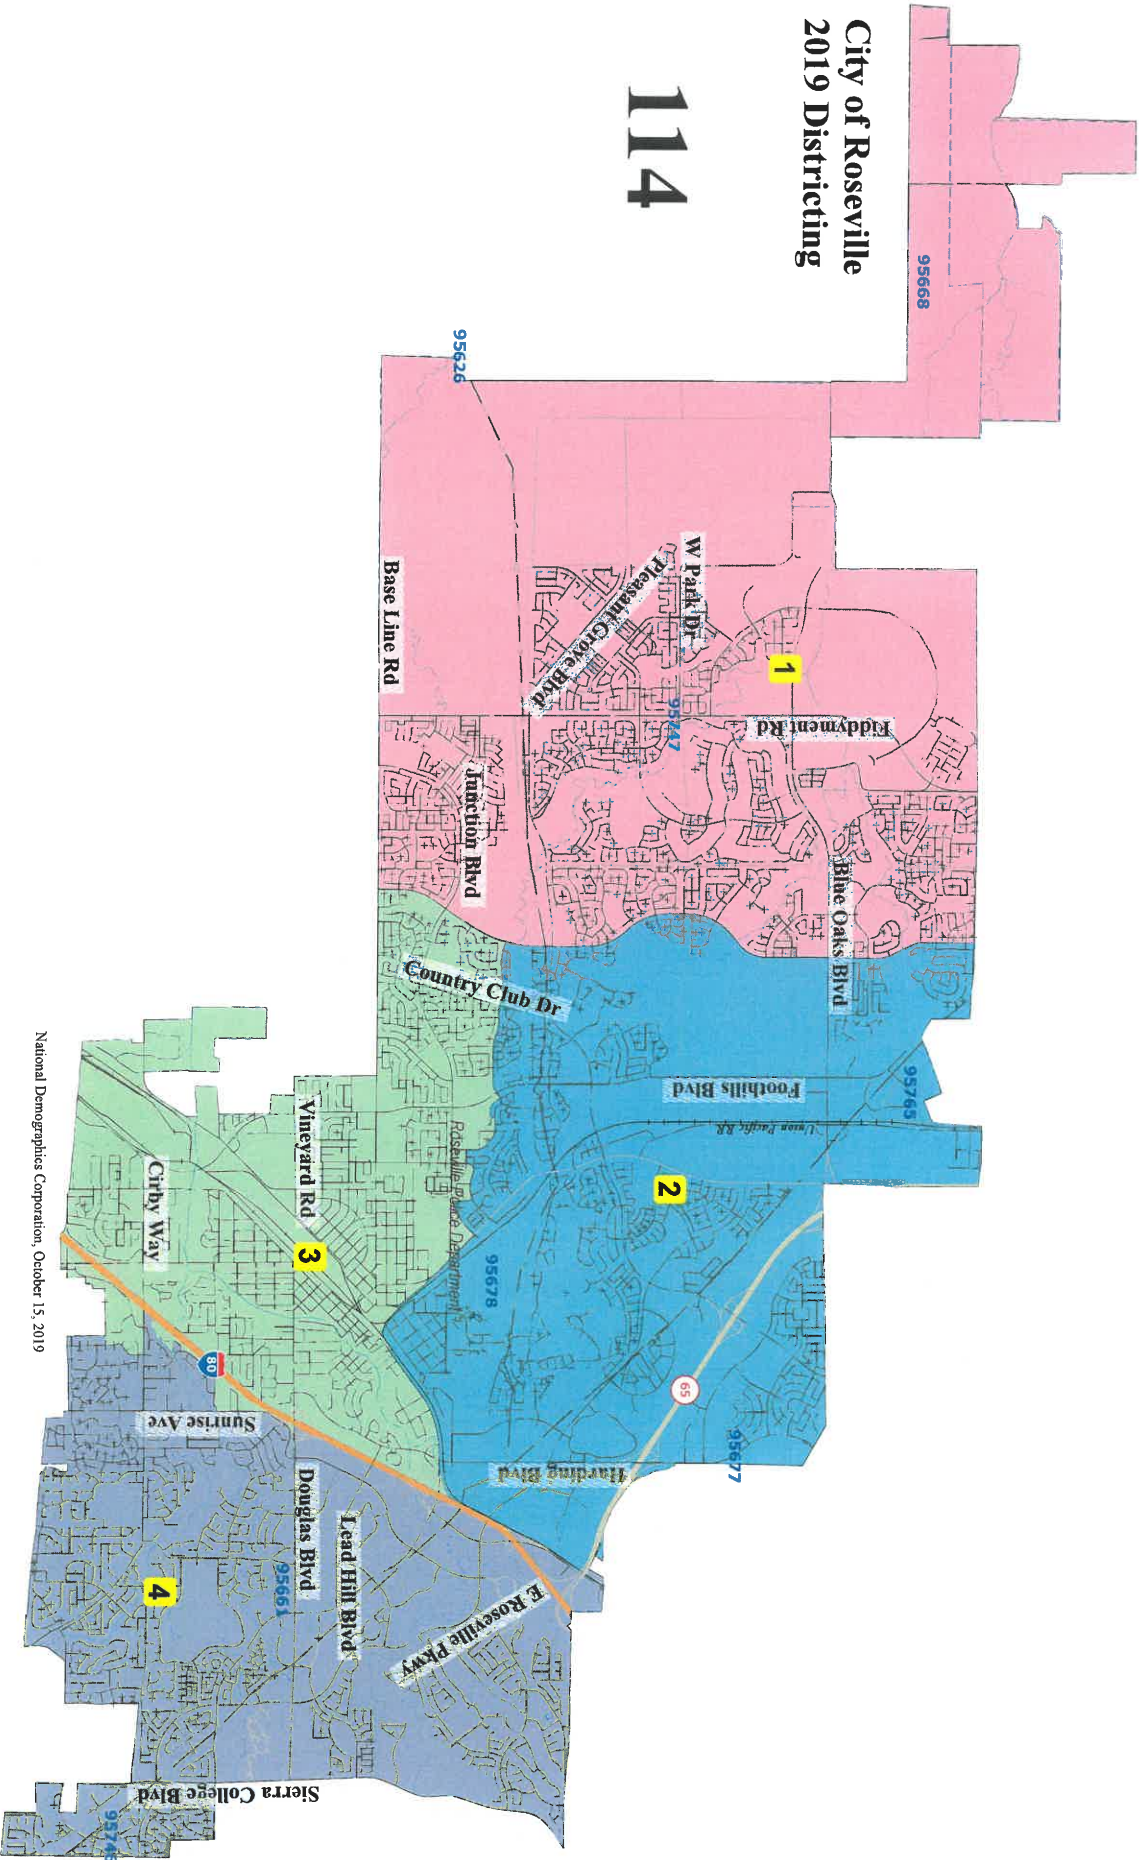 City of Roseville
2019 Districting
114
95668
95626
W Park Dr
Pleasant Grove Blvd
Base Line Rd
1
95747
Fiddyment Rd
Junction Blvd
Blue Oaks Blvd
Country Club Dr
Foothills Blvd
95765
Union Pacific RR
2
Roseville Police Department
Vineyard Rd
Cirby Way
3
95678
65
80
Sunrise Ave
Harding Blvd
95677
Douglas Blvd
Lead Hill Blvd
95661
E Roseville Pkwy
4
Sierra College Blvd
National Demographics Corporation, October 15, 2019